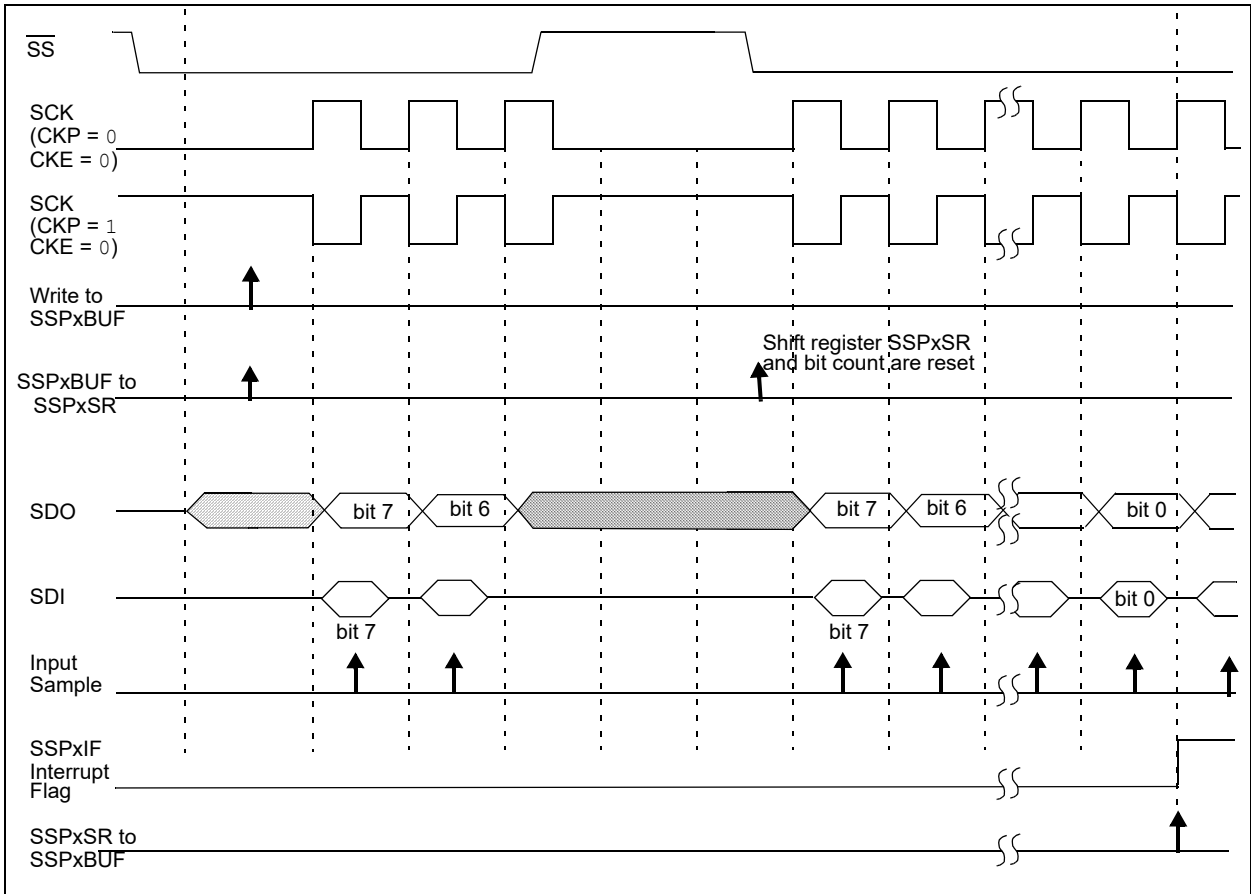 SS
SCK
(CKP = 0
CKE = 0)
SCK
(CKP = 1
CKE = 0)
Write to
SSPxBUF
Shift register SSPxSR
and bit count are reset
SSPxBUF to
SSPxSR
SDO
bit 7
bit 6
bit 7
bit 6
bit 0
SDI
bit 7
bit 7
bit 0
Input
Sample
SSPxIF
Interrupt
Flag
SSPxSR to
SSPxBUF